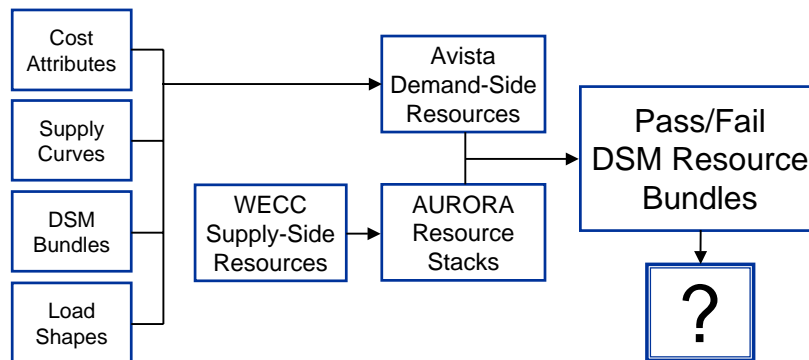 Cost
Attributes
Supply
Curves
DSM
Bundles
Load
Shapes
Avista
Demand-Side
Resources
WECC
Supply-Side
Resources
AURORA
Resource
Stacks
Pass/Fail
DSM Resource
Bundles
?